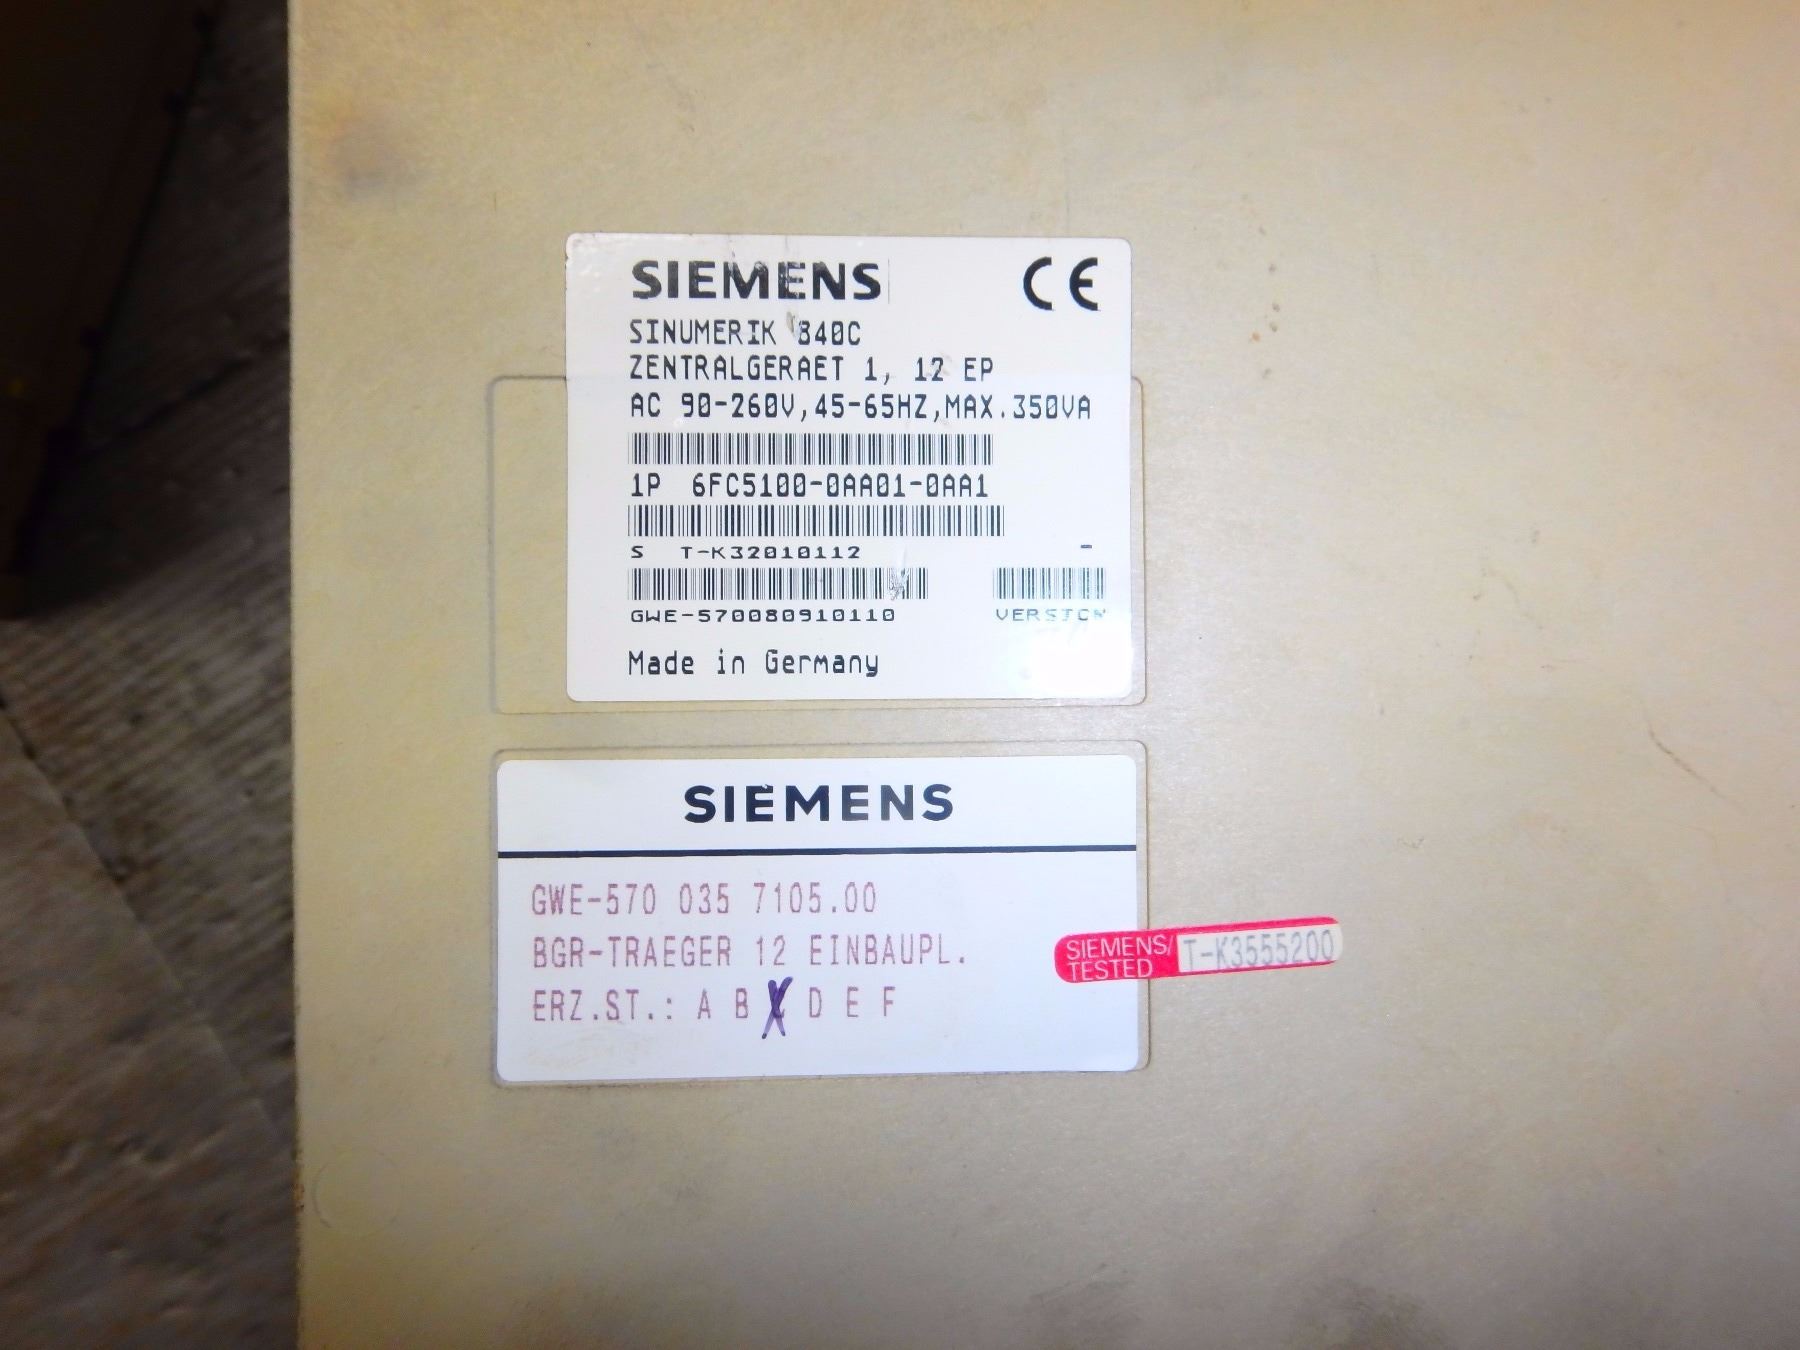 SIEMENS CE
SINUMERIK 840C
ZENTRALGERAET 1, 12 EP
AC 90-260V,45-65HZ,MAX.350VA
1P 6FC5100-0AA01-0AA1
S T-K32010112 -
GWE-570080910110 VERSION
Made in Germany
SIEMENS
GWE-570 035 7105.00
BGR-TRAEGER 12 EINBAUPL.
ERZ.ST.: A B C D E F
SIEMENS/
TESTED T-K3555200